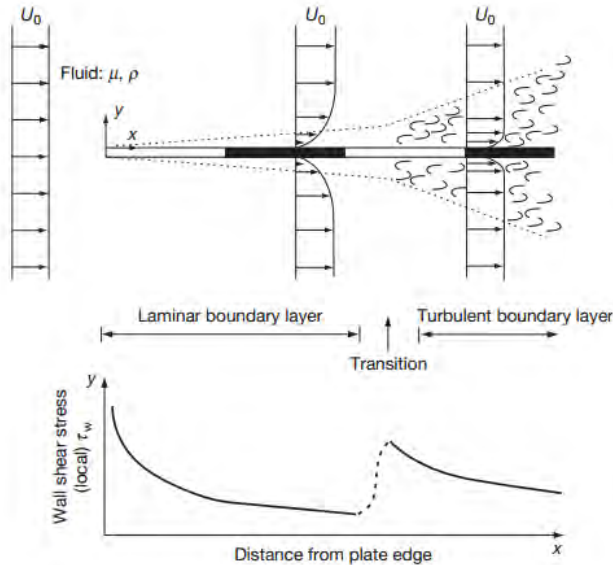 U₀
U₀
U₀
Fluid: μ, ρ
y
x
Laminar boundary layer
Turbulent boundary layer
Transition
y
Wall shear stress
(local) τw
x
Distance from plate edge